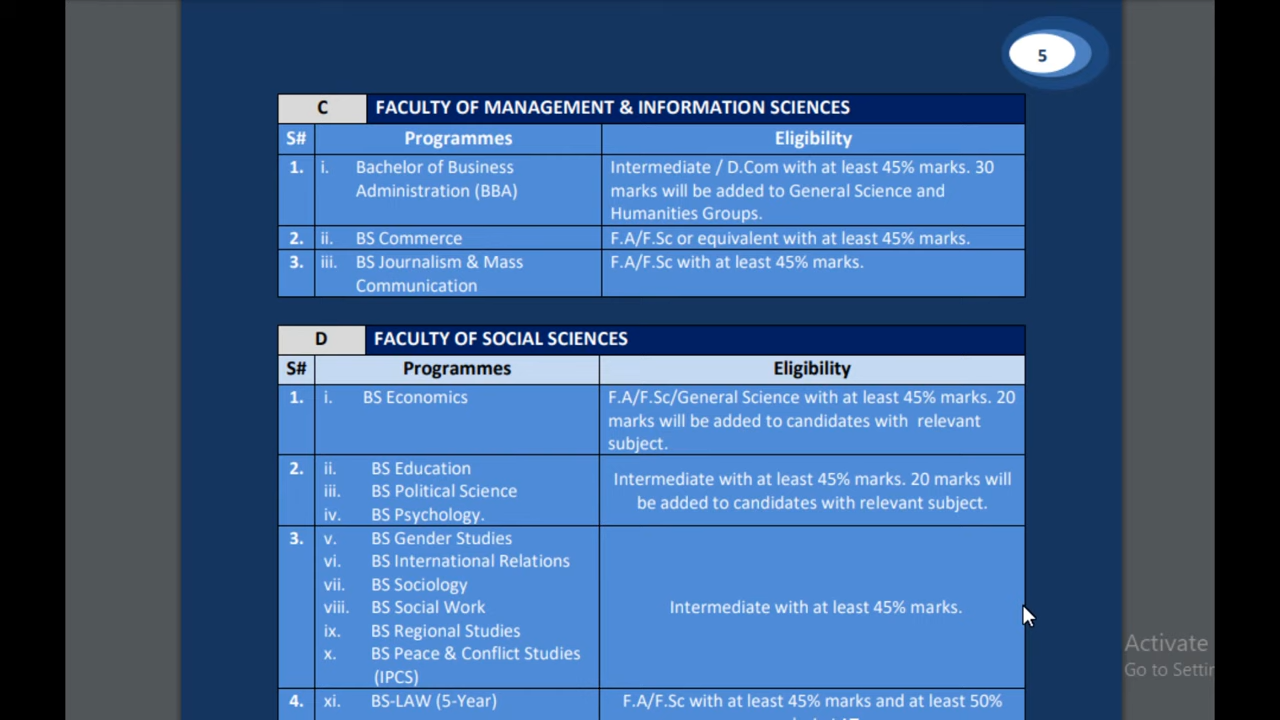 5
C FACULTY OF MANAGEMENT & INFORMATION SCIENCES
S# Programmes Eligibility
1. i. Bachelor of Business Administration (BBA)
Intermediate / D.Com with at least 45% marks. 30
marks will be added to General Science and
Humanities Groups.
2. ii. BS Commerce F.A/F.Sc or equivalent with at least 45% marks.
3. iii. BS Journalism & Mass
Communication
F.A/F.Sc with at least 45% marks.
D FACULTY OF SOCIAL SCIENCES
S# Programmes Eligibility
1. i. BS Economics
F.A/F.Sc/General Science with at least 45% marks. 20
marks will be added to candidates with relevant
subject.
2. ii. BS Education
iii. BS Political Science
iv. BS Psychology.
Intermediate with at least 45% marks. 20 marks will
be added to candidates with relevant subject.
3. v. BS Gender Studies
vi. BS International Relations
vii. BS Sociology
viii. BS Social Work
ix. BS Regional Studies
x. BS Peace & Conflict Studies
(IPCS)
Intermediate with at least 45% marks.
4. xi. BS-LAW (5-Year) F.A/F.Sc with at least 45% marks and at least 50%
Activate
Go to